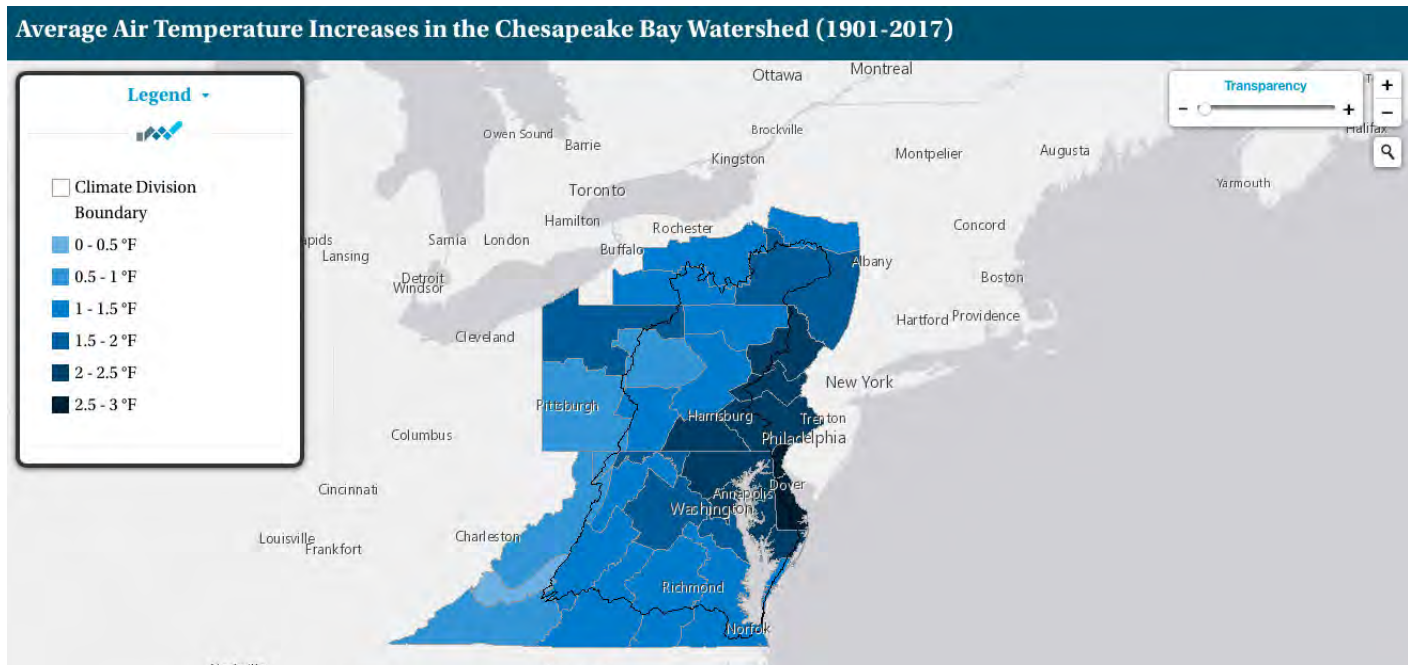 Average Air Temperature Increases in the Chesapeake Bay Watershed (1901-2017)
Legend
Climate Division
Boundary
0 - 0.5 °F
0.5 - 1 °F
1 - 1.5 °F
1.5 - 2 °F
2 - 2.5 °F
2.5 - 3 °F
Transparency
- +
+
-
Ottawa
Montreal
Halifax
Owen Sound
Barrie
Brockville
Kingston
Montpelier
Augusta
Yarmouth
Toronto
Hamilton
Rochester
Concord
apids
Lansing
Sarnia
London
Buffalo
Albany
Boston
Detroit
Windsor
Hartford
Providence
Cleveland
New York
Pittsburgh
Harrisburg
Trenton
Philadelphia
Columbus
Cincinnati
Annapolis
Dover
Washington
Louisville
Frankfort
Charleston
Richmond
Norfolk